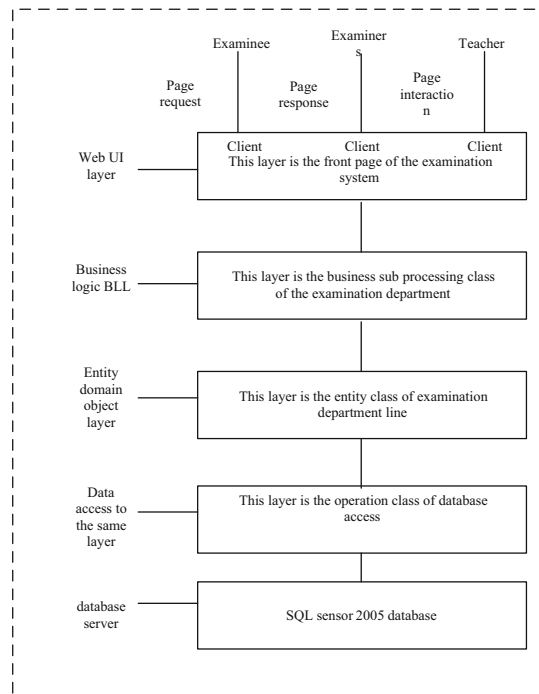 Examinee
Examiner
s
Teacher
Page
request
Page
response
Page
interactio
n
Client
Client
Client
Web UI
layer
This layer is the front page of the examination
system
Business
logic BLL
This layer is the business sub processing class
of the examination department
Entity
domain
object
layer
This layer is the entity class of examination
department line
Data
access to
the same
layer
This layer is the operation class of database
access
database
server
SQL sensor 2005 database